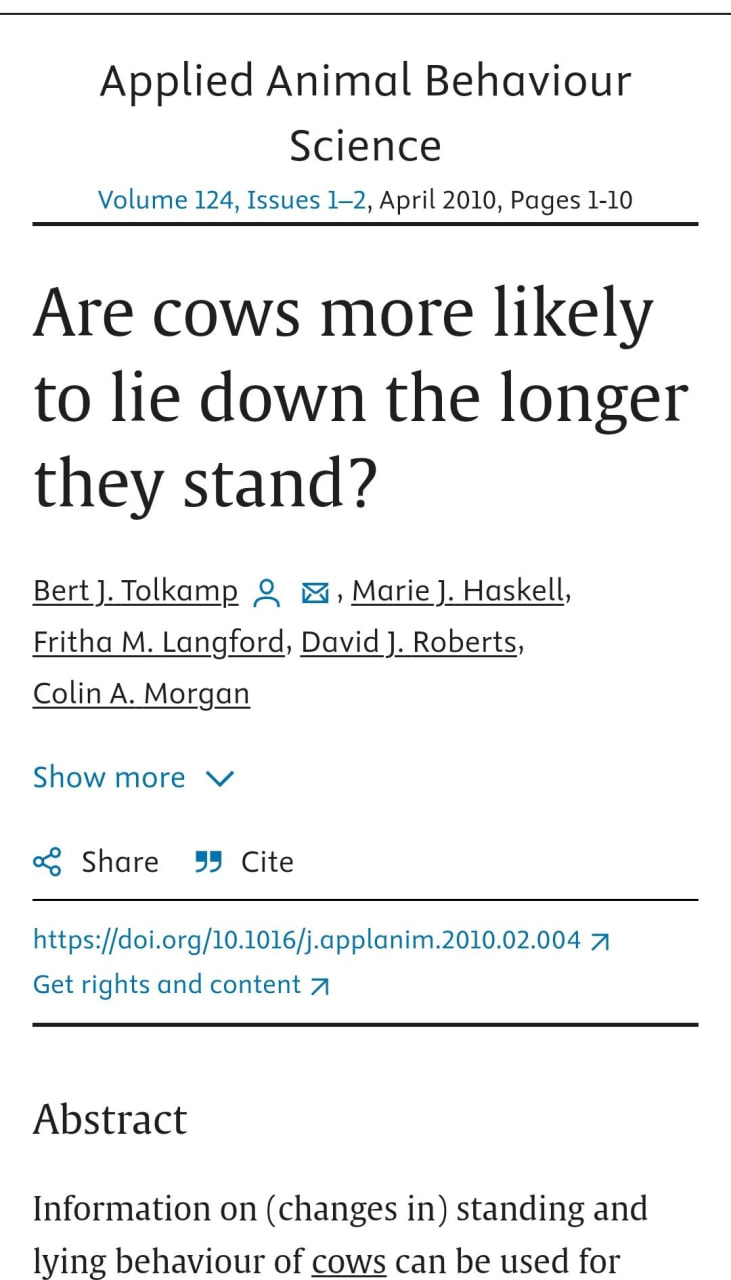 Applied Animal Behaviour
Science
Volume 124, Issues 1–2, April 2010, Pages 1-10
Are cows more likely
to lie down the longer
they stand?
Bert J. Tolkamp , Marie J. Haskell,
Fritha M. Langford, David J. Roberts,
Colin A. Morgan
Show more
Share Cite
https://doi.org/10.1016/j.applanim.2010.02.004
Get rights and content
Abstract
Information on (changes in) standing and
lying behaviour of cows can be used for